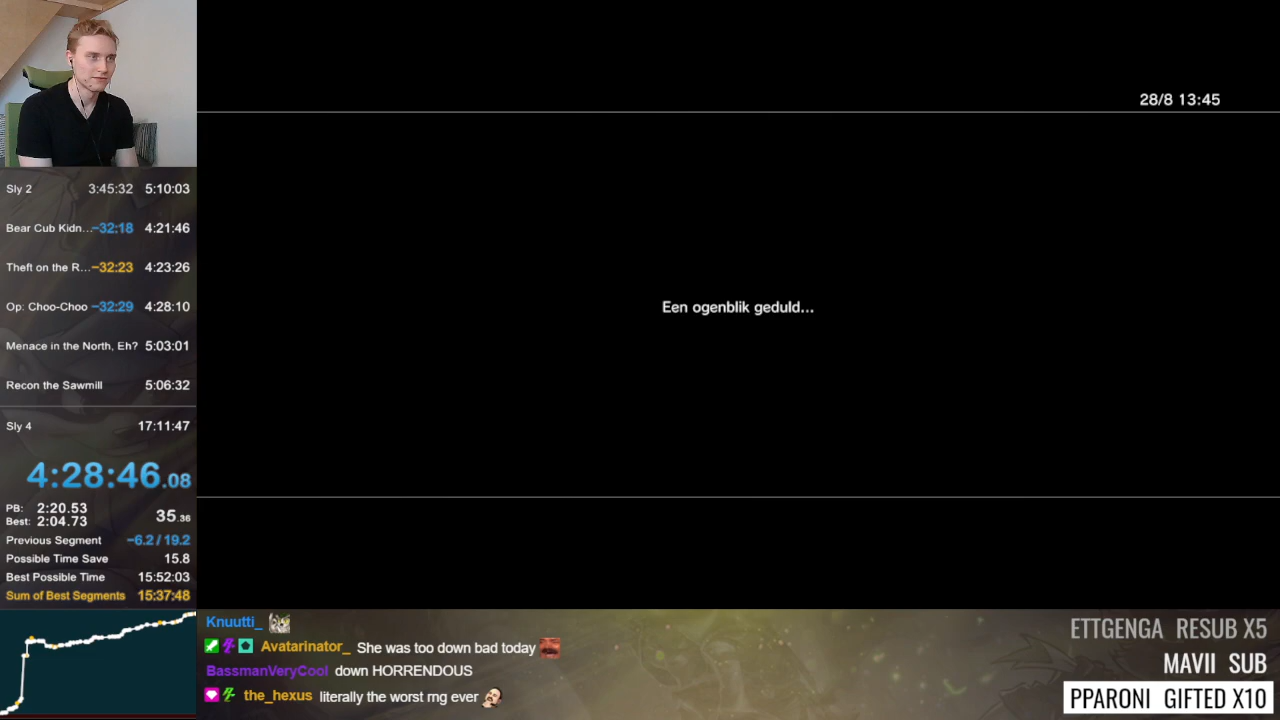 28/8 13:45
Een ogenblik geduld...
Sly 2 3:45:32 5:10:03
Bear Cub Kidn... −32:18 4:21:46
Theft on the R... −32:23 4:23:26
Op: Choo-Choo −32:29 4:28:10
Menace in the North, Eh? 5:03:01
Recon the Sawmill 5:06:32
Sly 4 17:11:47
4:28:46.08
PB: 2:20.53
Best: 2:04.73
35.36
Previous Segment −6.2 / 19.2
Possible Time Save 15.8
Best Possible Time 15:52:03
Sum of Best Segments 15:37:48
Knuutti_
Avatarinator_ She was too down bad today
BassmanVeryCool down HORRENDOUS
the_hexus literally the worst rng ever
ETTGENGA RESUB X5
MAVII SUB
PPARONI GIFTED X10